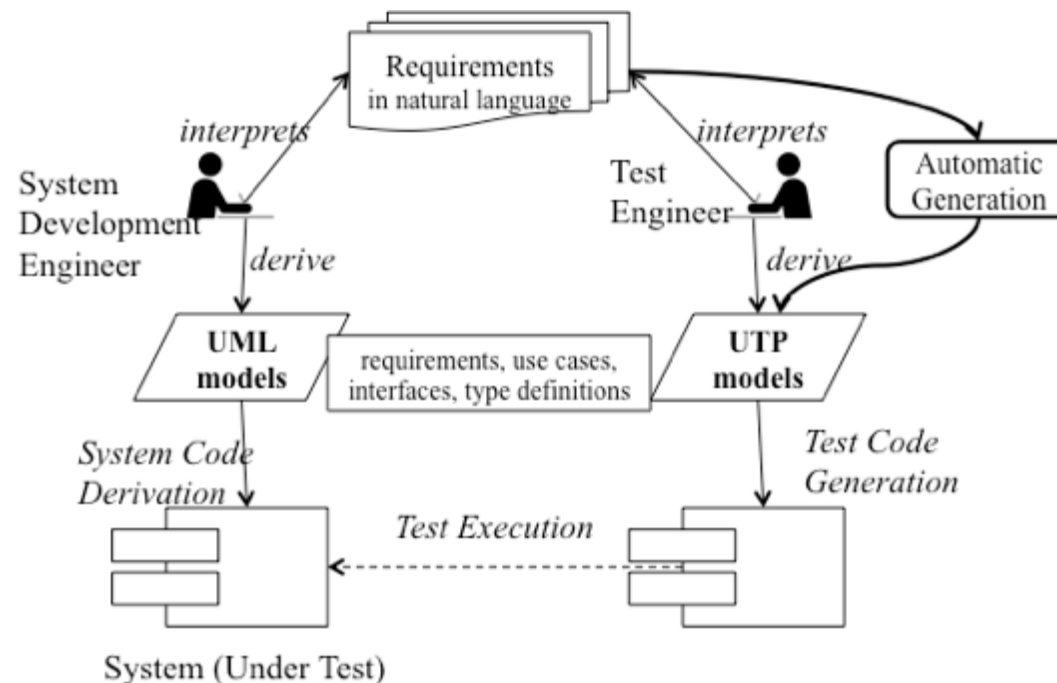 Requirements
in natural language
interprets
interprets
System
Development
Engineer
Test
Engineer
Automatic
Generation
derive
derive
UML
models
requirements, use cases,
interfaces, type definitions
UTP
models
System Code
Derivation
Test Code
Generation
Test Execution
System (Under Test)